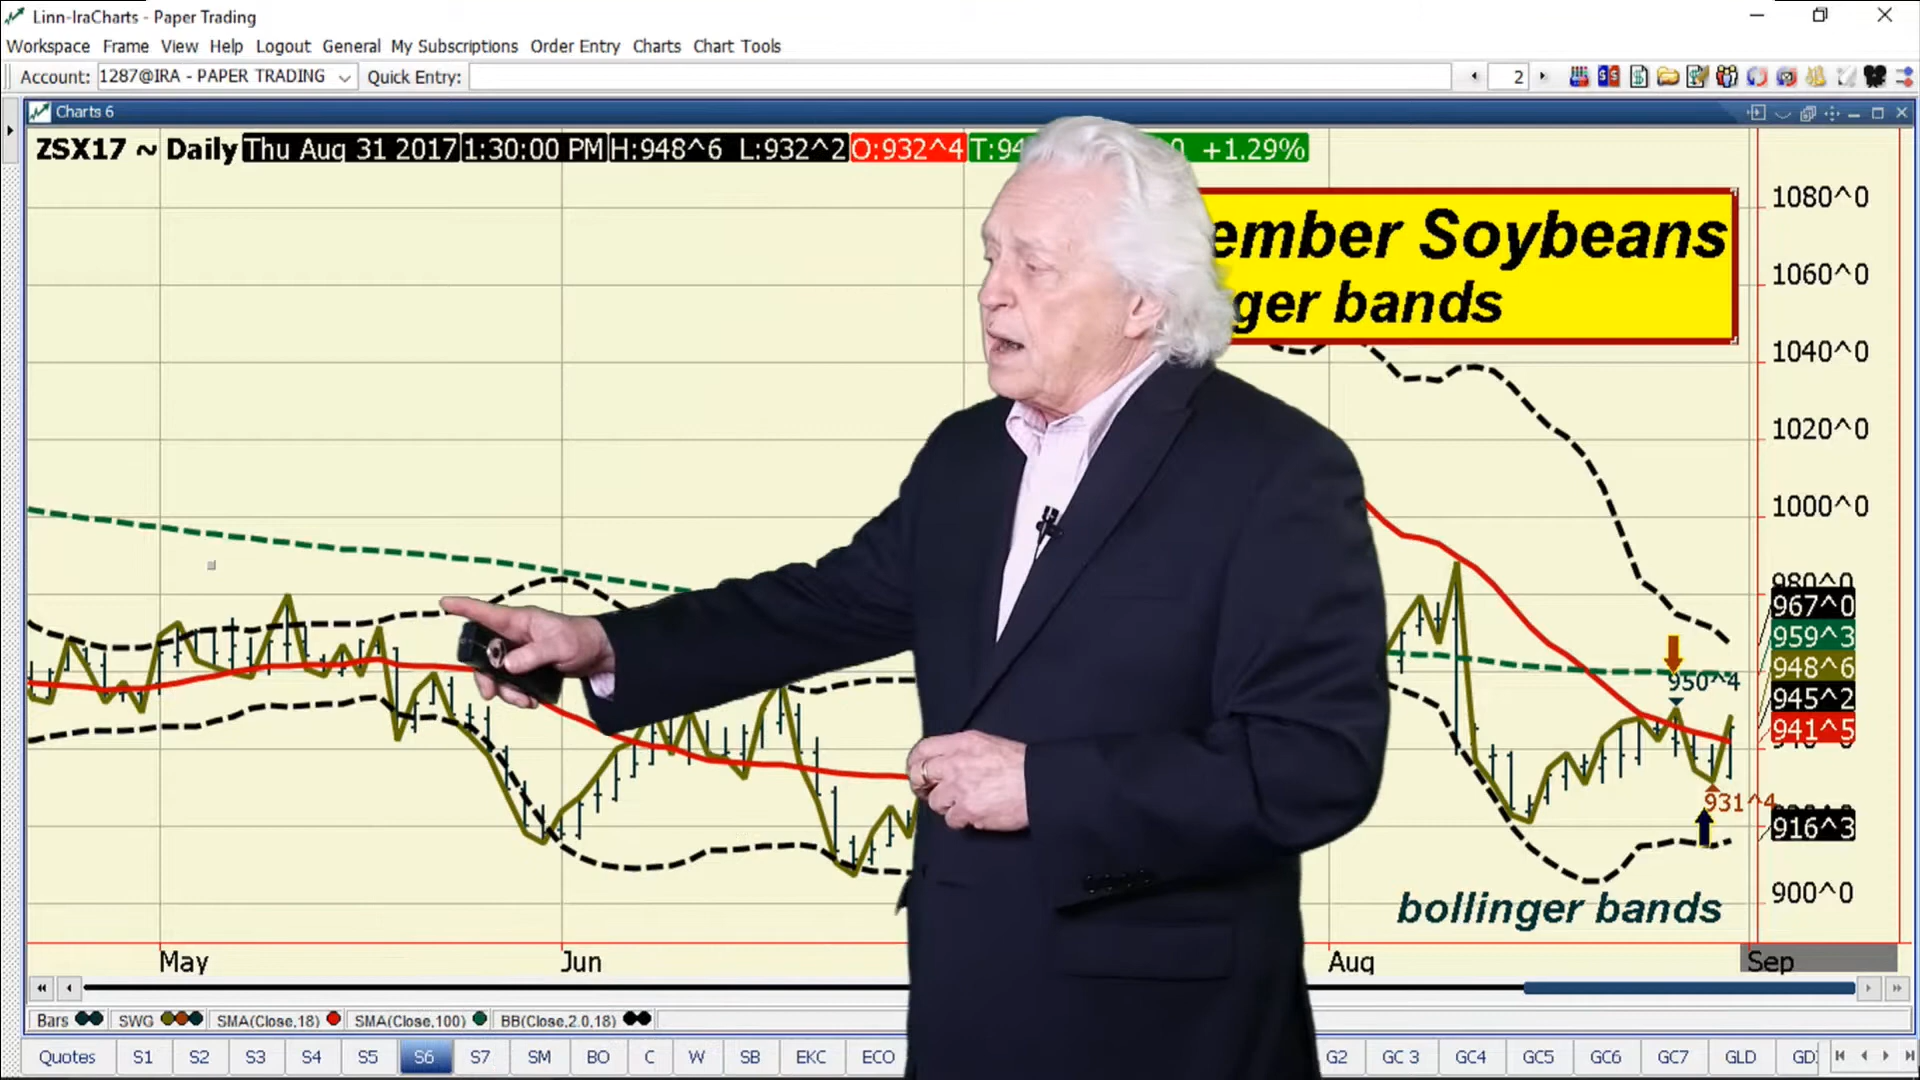 Linn-IraCharts - Paper Trading
Workspace Frame View Help Logout General My Subscriptions Order Entry Charts Chart Tools
Account: 1287@IRA - PAPER TRADING Quick Entry: 2
Charts 6
ZSX17 ~ Daily Thu Aug 31 2017 1:30:00 PM H:948^6 L:932^2 O:932^4 T:94 0 +1.29%
ember Soybeans
ger bands
1080^0
1060^0
1040^0
1020^0
1000^0
980^0
967^0
959^3
948^6
945^2
941^5
950^4
931^4
916^3
900^0
bollinger bands
May Jun Aug Sep
Bars SWG SMA(Close,18) SMA(Close,100) BB(Close,2.0,18)
Quotes S1 S2 S3 S4 S5 S6 S7 SM BO C W SB EKC ECO G2 GC 3 GC4 GC5 GC6 GC7 GLD GD